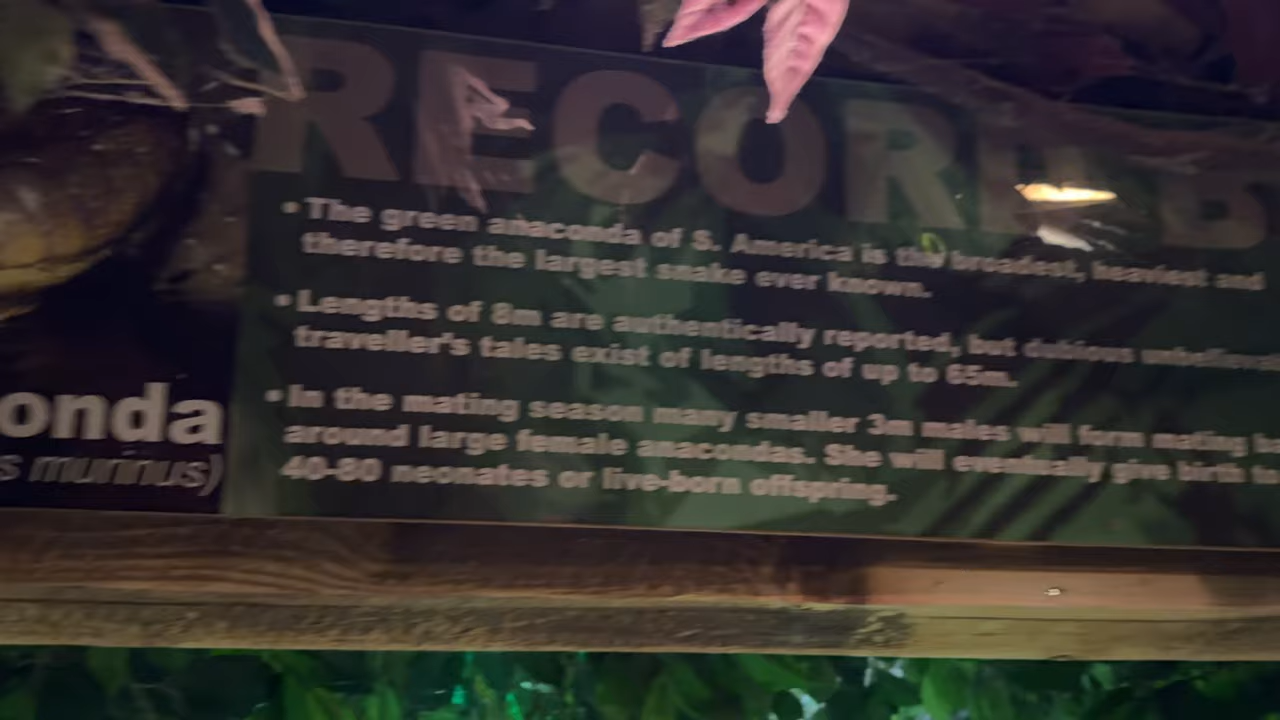 RECORD B
• The green anaconda of S. America is the broadest, heaviest and
therefore the largest snake ever known.
• Lengths of 8m are authentically reported, but dubious
traveller's tales exist of lengths of up to 65m.
• In the mating season many smaller 3m males will form mating
around large female anacondas. She will eventually give birth to
40-80 neonates or live-born offspring.
onda
s murinus)